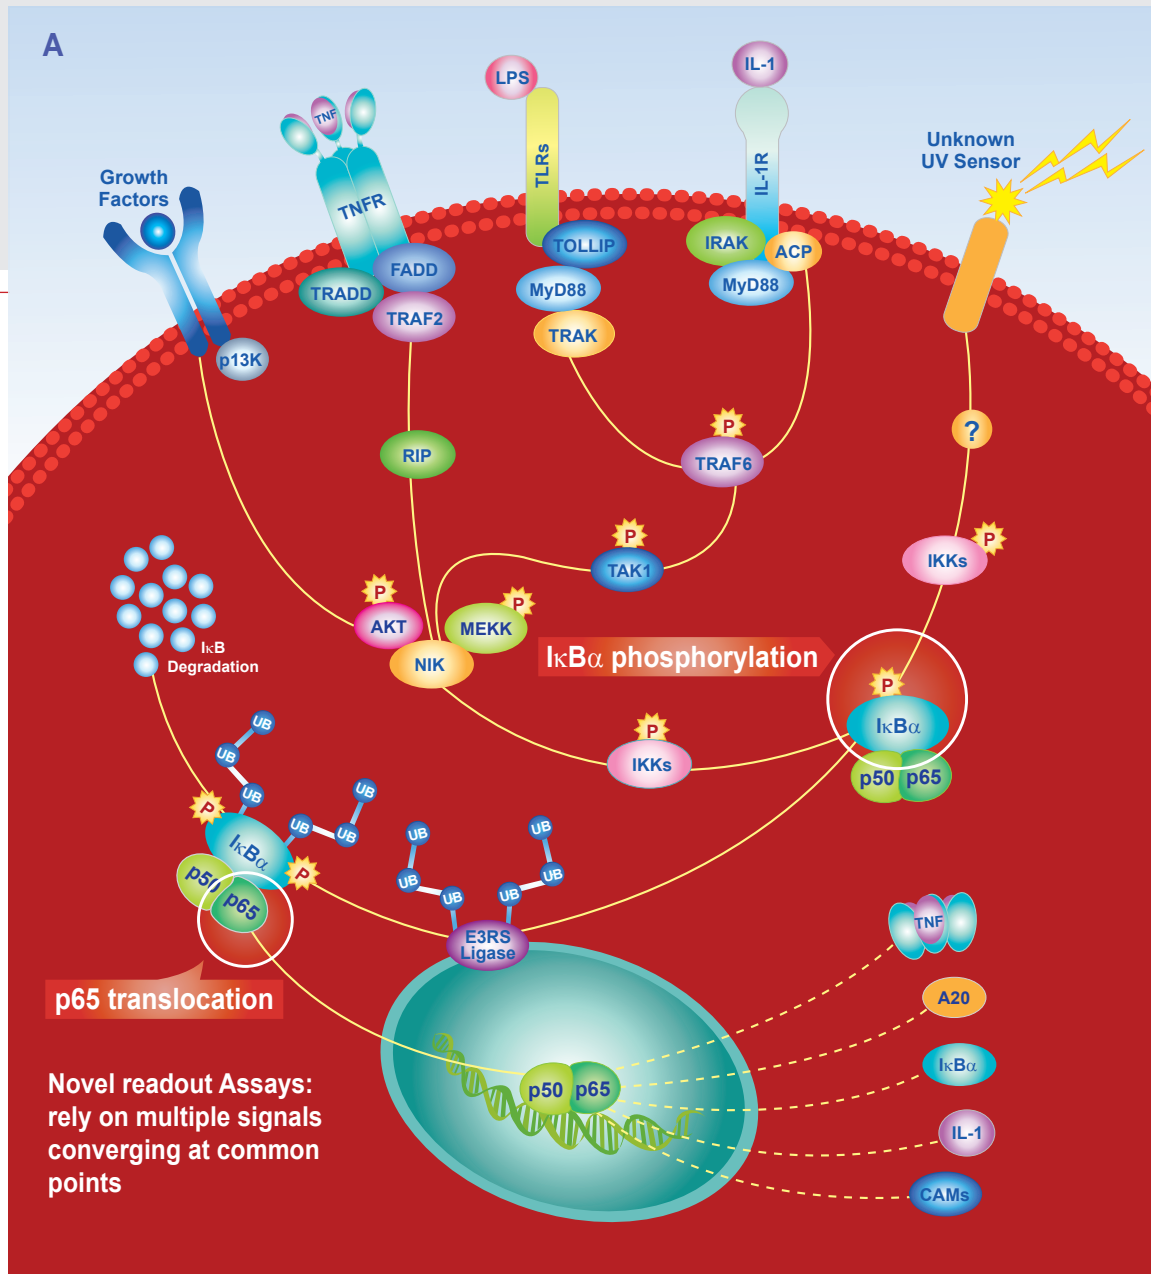 A
LPS
IL-1
TNF
Unknown
UV Sensor
Growth
Factors
TLRs
IL-1R
TNFR
IRAK
ACP
TOLLIP
FADD
TRADD
MyD88
MyD88
TRAF2
TRAK
p13K
P
?
RIP
TRAF6
P
P
IKKs
TAK1
P
P
AKT
MEKK
NIK
IκB
Degradation
IκBα phosphorylation
P
IκBα
p50
p65
P
IKKs
UB
UB
UB
UB
UB
UB
P
IκBα
P
p50
p65
UB
UB
UB
UB
UB
UB
E3RS
Ligase
TNF
A20
IκBα
IL-1
CAMs
p65 translocation
p50
p65
Novel readout Assays:
rely on multiple signals
converging at common
points